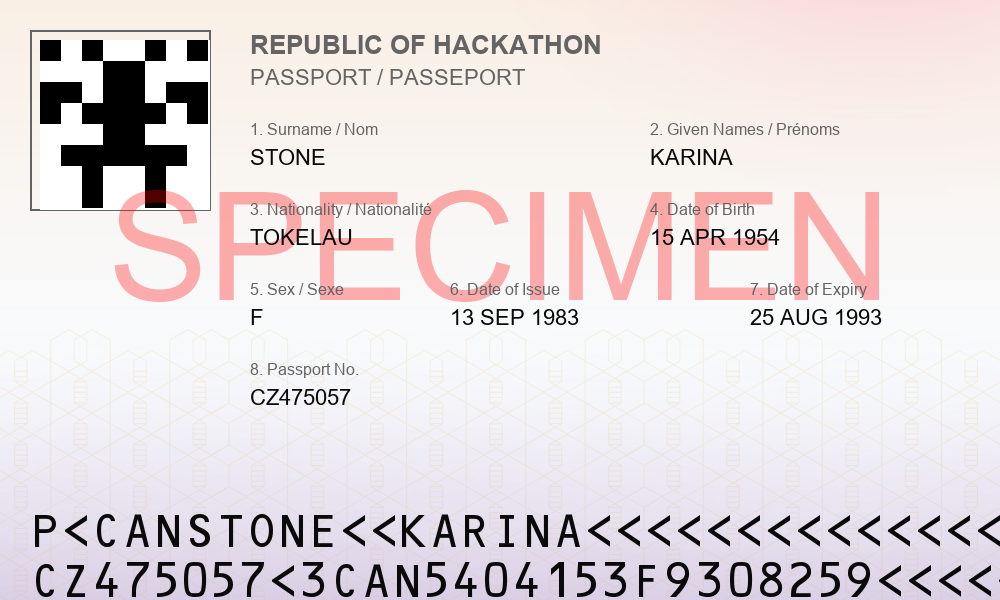 REPUBLIC OF HACKATHON
PASSPORT / PASSEPORT
1. Surname / Nom
STONE
2. Given Names / Prénoms
KARINA
SPECIMEN
3. Nationality / Nationalité
TOKELAU
4. Date of Birth
15 APR 1954
5. Sex / Sexe
F
6. Date of Issue
13 SEP 1983
7. Date of Expiry
25 AUG 1993
8. Passport No.
CZ475057
P<CANSTONE<<KARINA<<<<<<<<<<<<<<
CZ475057<3CAN5404153F9308259<<<<